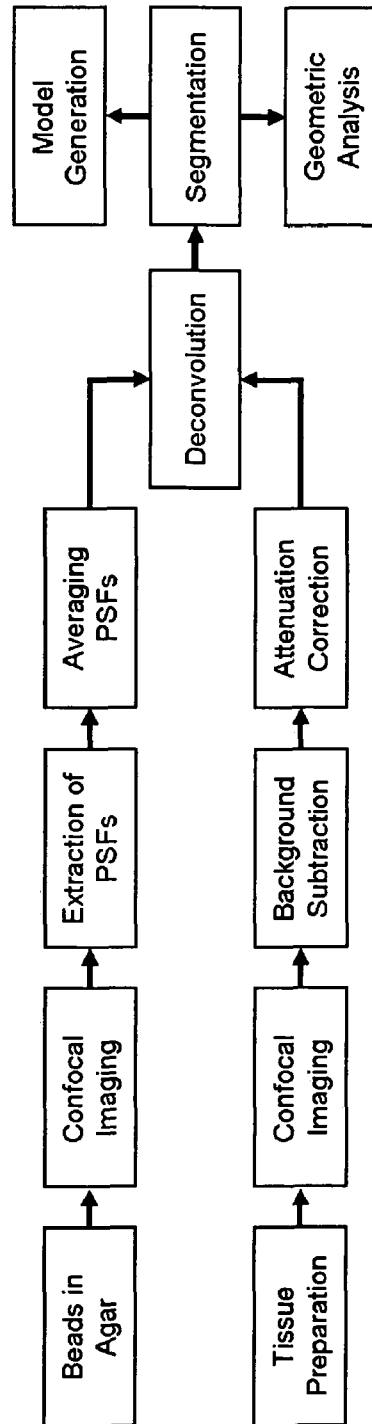 Beads in
Agar
Confocal
Imaging
Extraction of
PSFs
Averaging
PSFs
Tissue
Preparation
Confocal
Imaging
Background
Subtraction
Attenuation
Correction
Deconvolution
Segmentation
Model
Generation
Geometric
Analysis